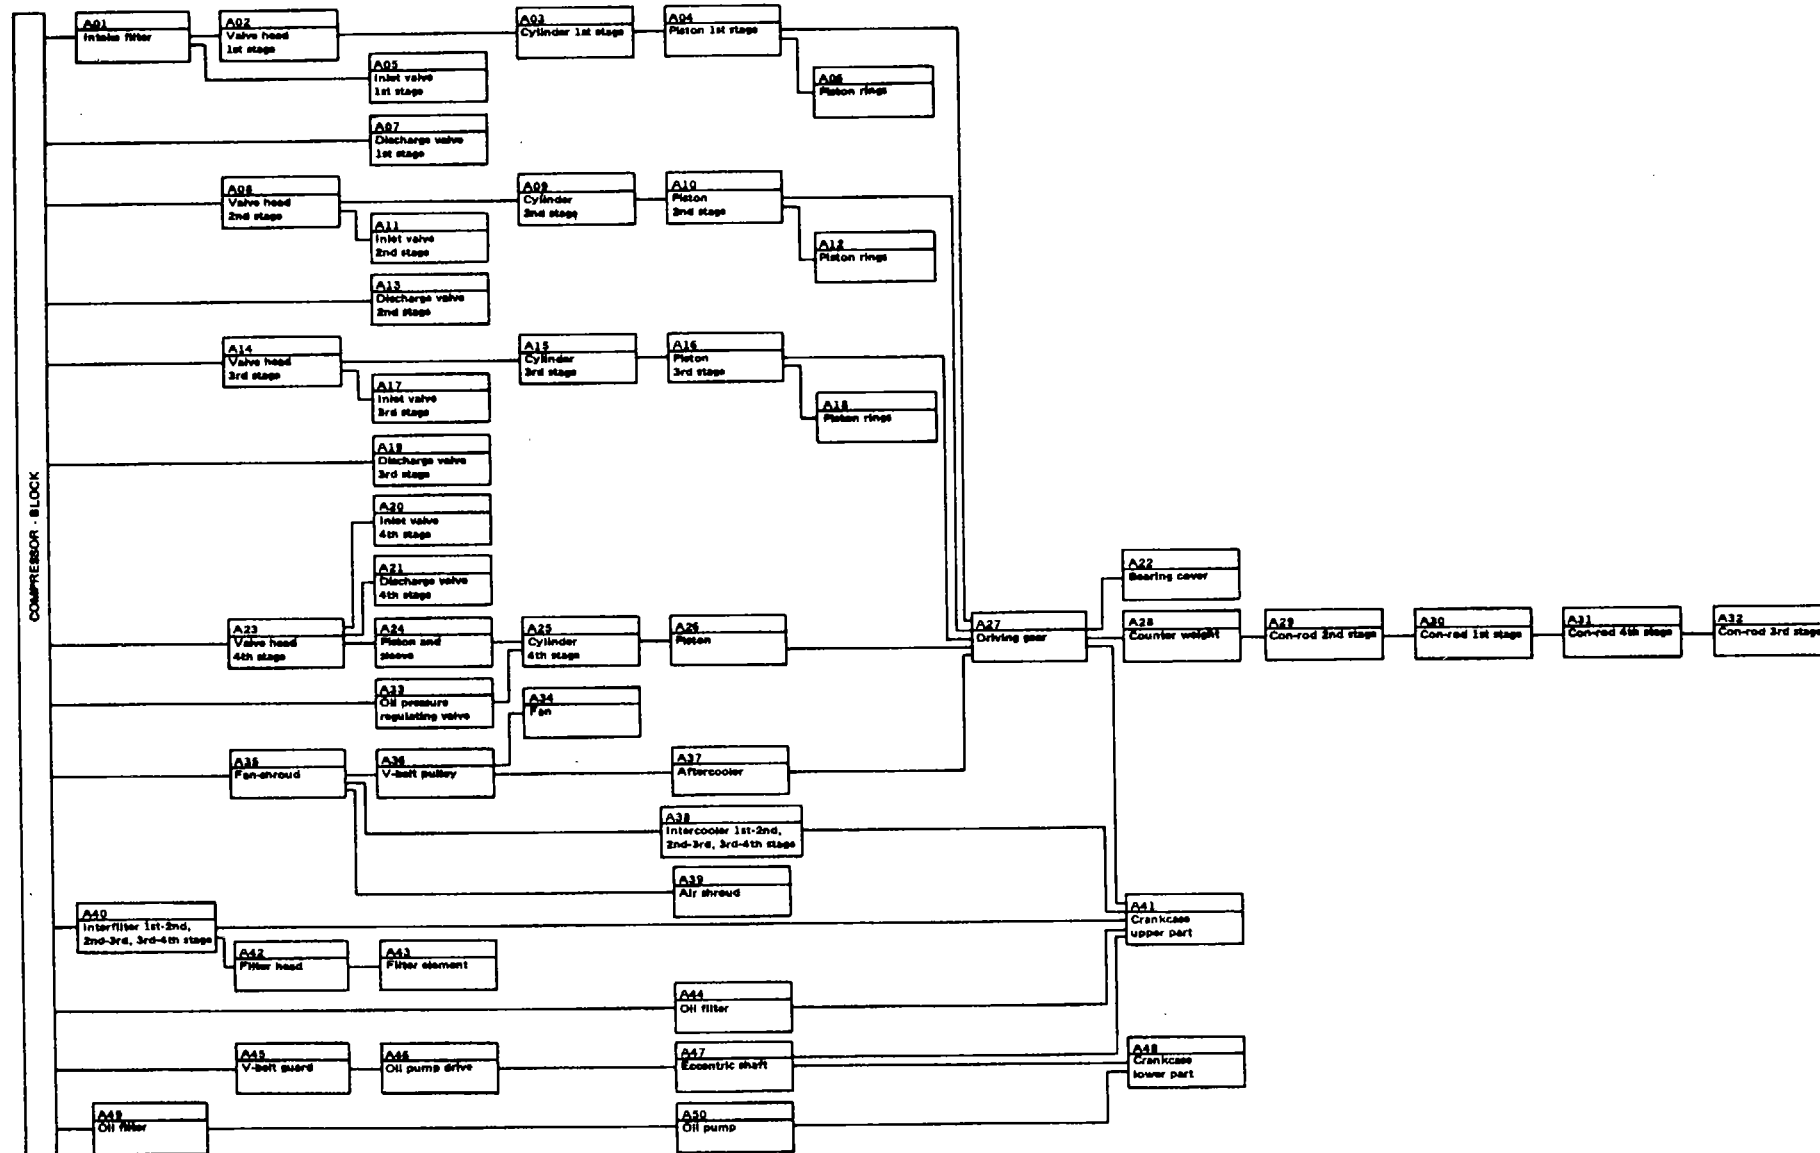 COMPRESSOR - BLOCK
A01
Intake filter
A02
Valve head
1st stage
A03
Cylinder 1st stage
A04
Piston 1st stage
A05
Inlet valve
1st stage
A06
Piston rings
A07
Discharge valve
1st stage
A08
Valve head
2nd stage
A09
Cylinder
2nd stage
A10
Piston
2nd stage
A11
Inlet valve
2nd stage
A12
Piston rings
A13
Discharge valve
2nd stage
A14
Valve head
3rd stage
A15
Cylinder
3rd stage
A16
Piston
3rd stage
A17
Inlet valve
3rd stage
A18
Piston rings
A19
Discharge valve
3rd stage
A20
Inlet valve
4th stage
A21
Discharge valve
4th stage
A22
Bearing cover
A23
Valve head
4th stage
A24
Piston and
sleeve
A25
Cylinder
4th stage
A26
Piston
A27
Driving gear
A28
Counter weight
A29
Con-rod 2nd stage
A30
Con-rod 1st stage
A31
Con-rod 4th stage
A32
Con-rod 3rd stage
A33
Oil pressure
regulating valve
A34
Fan
A35
Fan-shroud
A36
V-belt pulley
A37
Aftercooler
A38
Intercooler 1st-2nd,
2nd-3rd, 3rd-4th stage
A39
Air shroud
A40
Interfilter 1st-2nd,
2nd-3rd, 3rd-4th stage
A41
Crankcase
upper part
A42
Filter head
A43
Filter element
A44
Oil filter
A45
V-belt guard
A46
Oil pump drive
A47
Eccentric shaft
A48
Crankcase
lower part
A49
Oil filter
A50
Oil pump